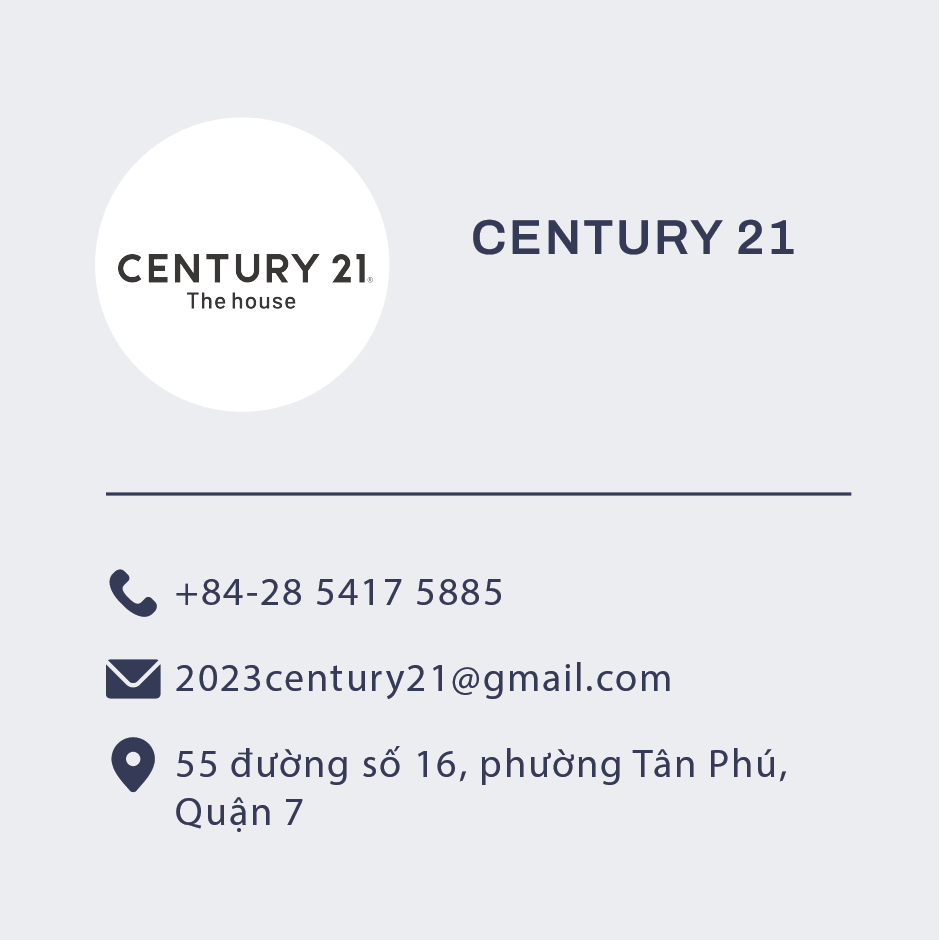 CENTURY 21®
The house
CENTURY 21
+84-28 5417 5885
2023century21@gmail.com
55 đường số 16, phường Tân Phú,
Quận 7